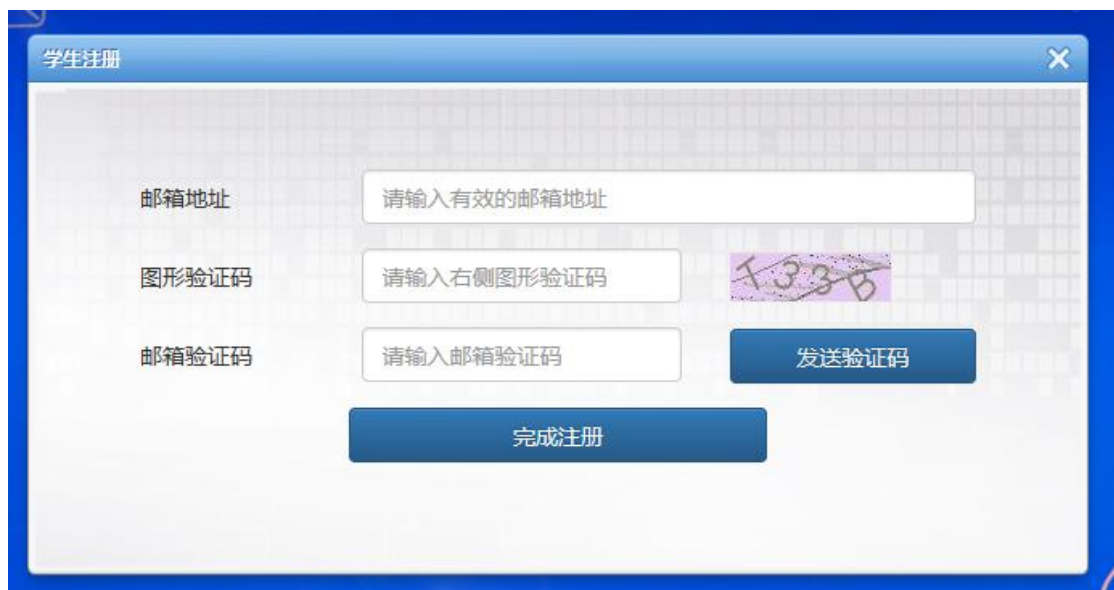 学生注册
邮箱地址 请输入有效的邮箱地址
图形验证码 请输入右侧图形验证码 T33B
邮箱验证码 请输入邮箱验证码 发送验证码
完成注册